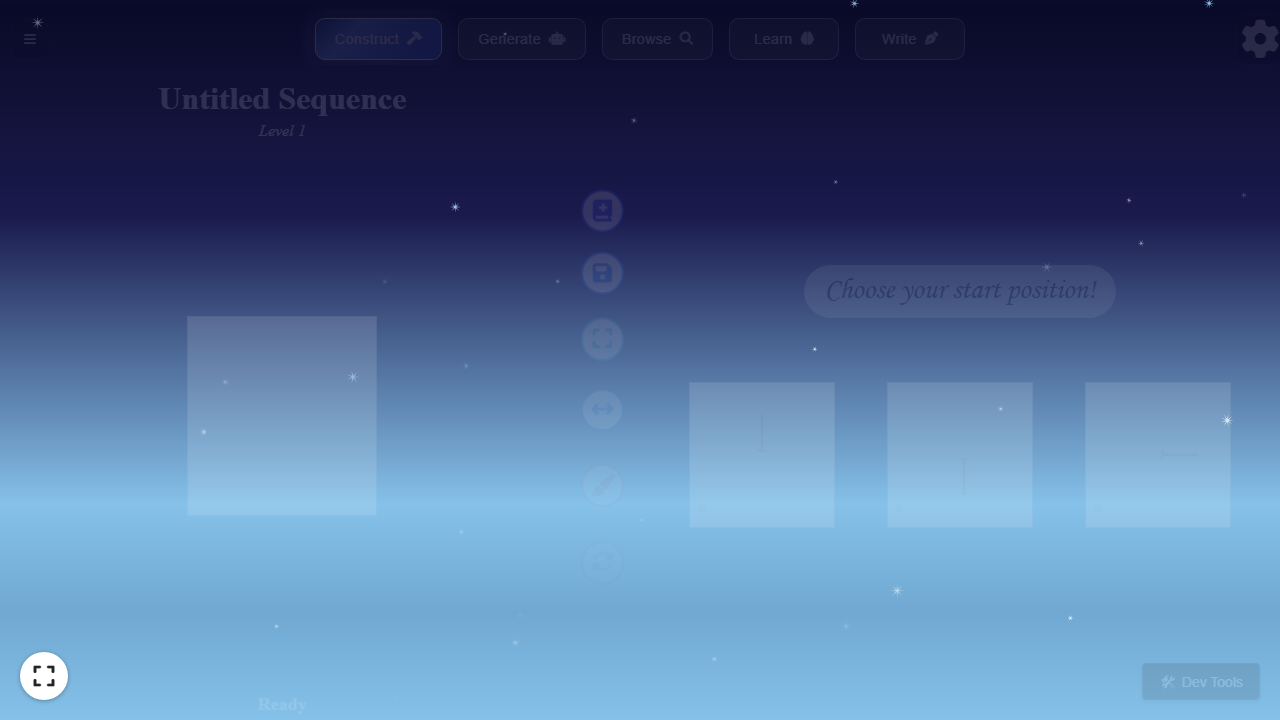 Construct
Generate
Browse
Learn
Write
Untitled Sequence
Level 1
Choose your start position!
Ready
Dev Tools